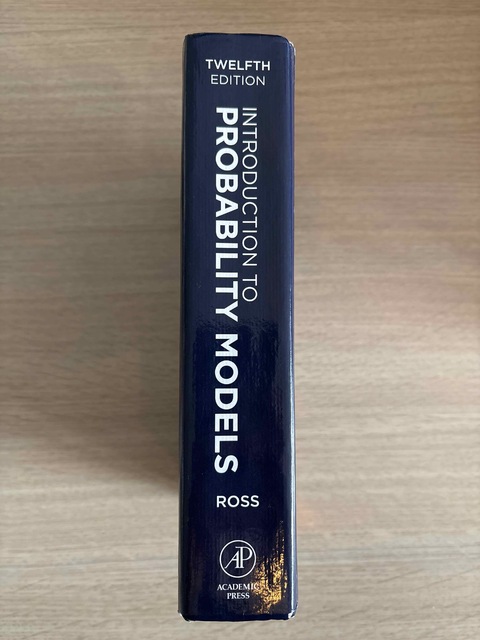 TWELFTH
EDITION
INTRODUCTION TO
PROBABILITY MODELS
ROSS
AP
ACADEMIC
PRESS